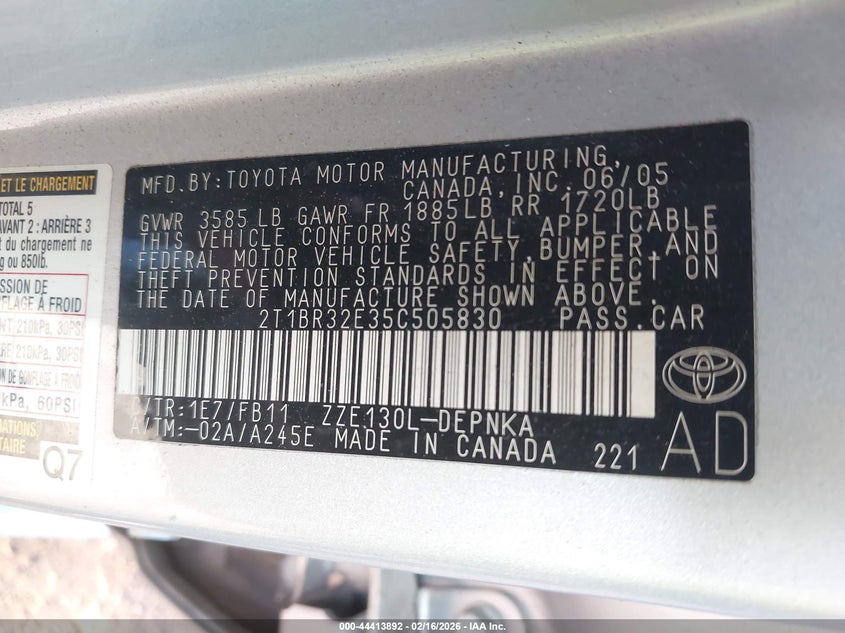 ET LE CHARGEMENT
TOTAL 5
AVANT 2 : ARRIÈRE 3
du chargement ne
ou 850lb.
GONFLAGE À FROID
210kPa, 30PSI
210kPa, 30PSI
DE GONFLAGE À FROID
kPa, 60PSI
Q7
MFD. BY: TOYOTA MOTOR MANUFACTURING,
CANADA, INC. 06/05
GVWR 3585 LB GAWR FR 1885LB RR 1720LB
THIS VEHICLE CONFORMS TO ALL APPLICABLE
FEDERAL MOTOR VEHICLE SAFETY, BUMPER, AND
THEFT PREVENTION STANDARDS IN EFFECT ON
THE DATE OF MANUFACTURE SHOWN ABOVE.
2T1BR32E35C505830 PASS. CAR
C/TR: 1E7/FB11 ZZE130L-DEPNKA
A/TM:-02A/A245E MADE IN CANADA 221
AD
000-44413892 | 02/16/2026 | IAA Inc. |